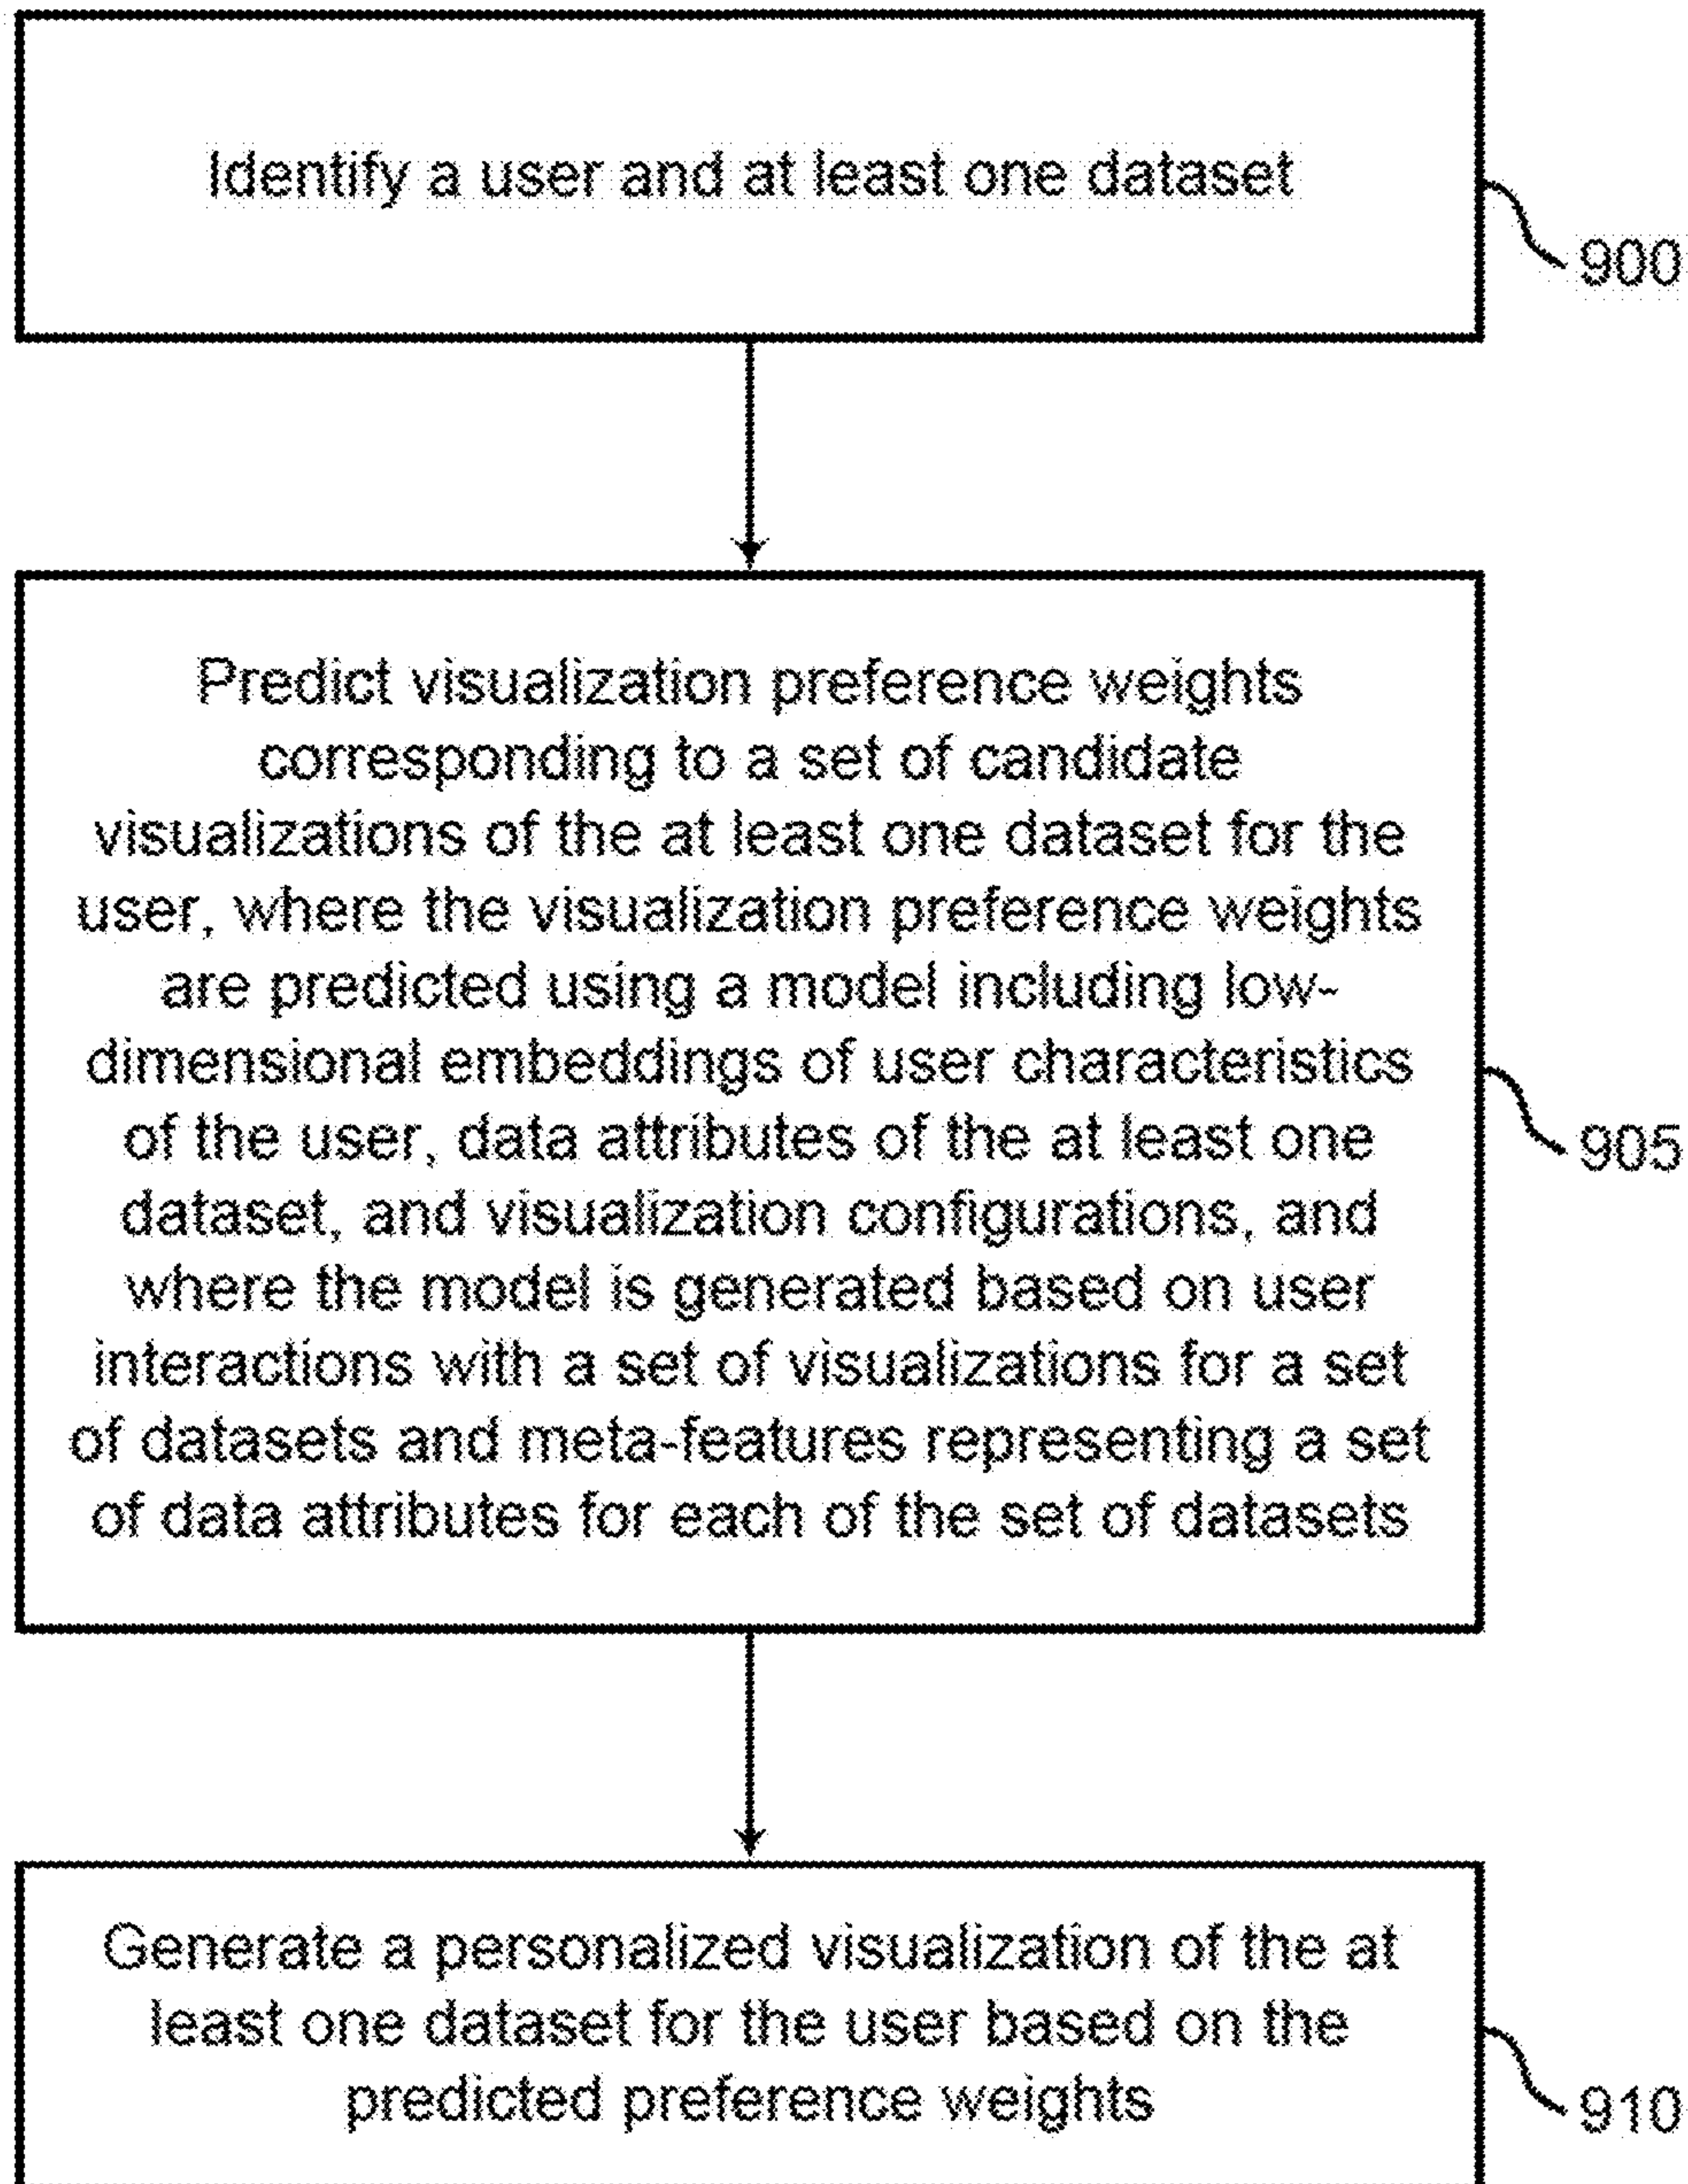 Identify a user and at least one dataset
900
Predict visualization preference weights
corresponding to a set of candidate
visualizations of the at least one dataset for the
user, where the visualization preference weights
are predicted using a model including low-
dimensional embeddings of user characteristics
of the user, data attributes of the at least one
dataset, and visualization configurations, and
where the model is generated based on user
interactions with a set of visualizations for a set
of datasets and meta-features representing a set
of data attributes for each of the set of datasets
905
Generate a personalized visualization of the at
least one dataset for the user based on the
predicted preference weights
910